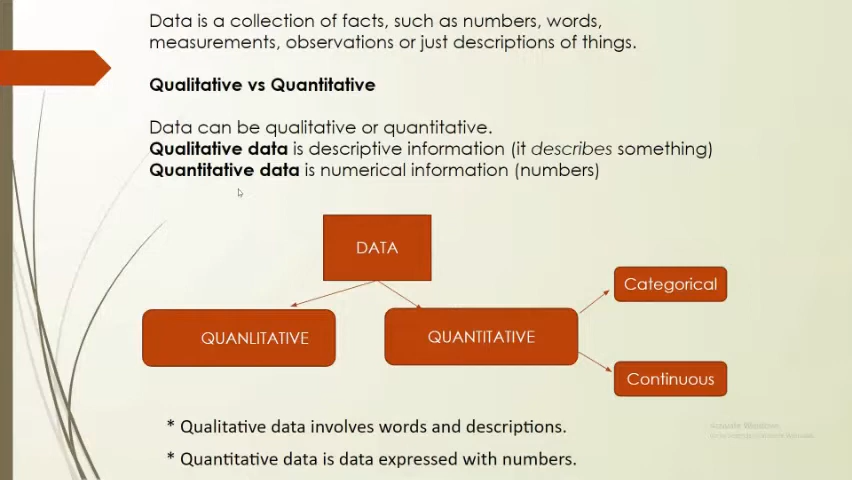 Data is a collection of facts, such as numbers, words,
measurements, observations or just descriptions of things.
Qualitative vs Quantitative
Data can be qualitative or quantitative.
Qualitative data is descriptive information (it describes something)
Quantitative data is numerical information (numbers)
DATA
QUANLITATIVE
QUANTITATIVE
Categorical
Continuous
* Qualitative data involves words and descriptions.
* Quantitative data is data expressed with numbers.
Activate Windows